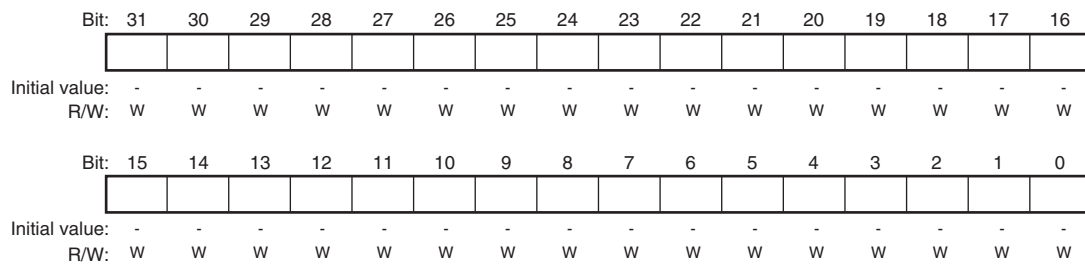 Bit: 31 30 29 28 27 26 25 24 23 22 21 20 19 18 17 16
Initial value: - - - - - - - - - - - - - - - -
R/W: W W W W W W W W W W W W W W W W
Bit: 15 14 13 12 11 10 9 8 7 6 5 4 3 2 1 0
Initial value: - - - - - - - - - - - - - - - -
R/W: W W W W W W W W W W W W W W W W